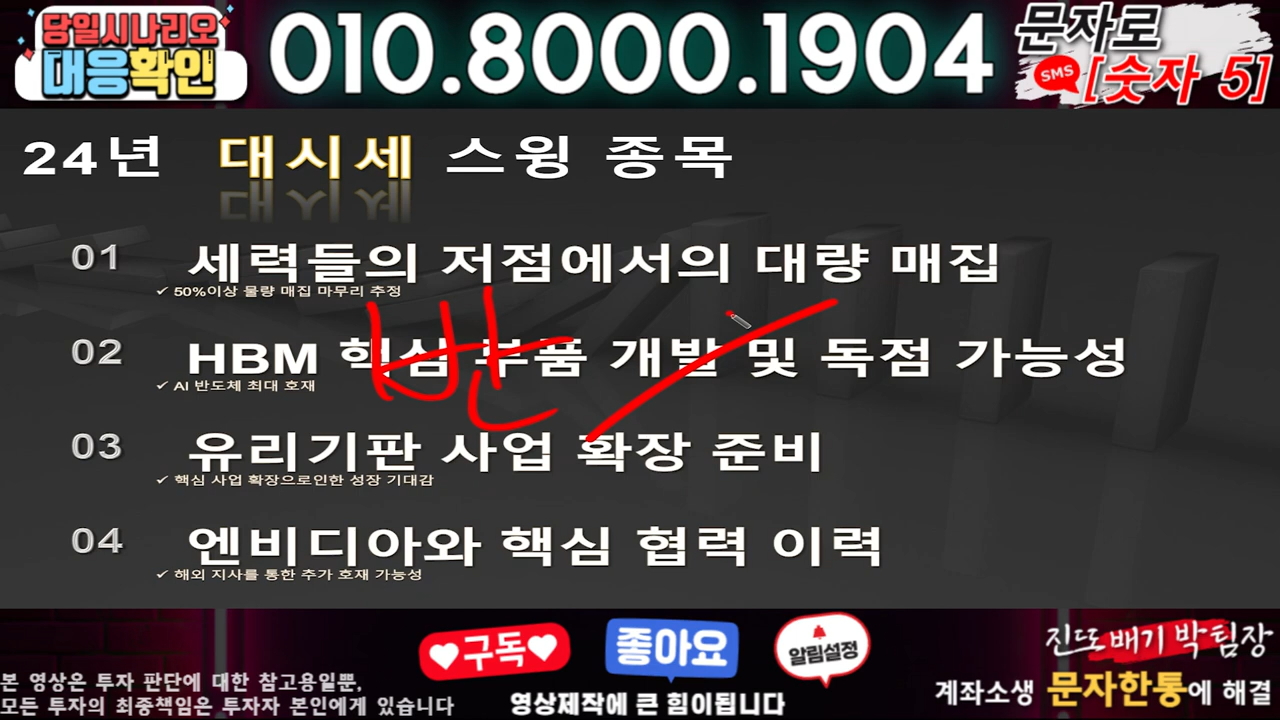 당일시나리오
대응확인
010.8000.1904
문자로
SMS [숫자 5]
24년 대시세 스윙 종목
01 세력들의 저점에서의 대량 매집
✓ 50%이상 물량 매집 마무리 추정
02 HBM 핵심 부품 개발 및 독점 가능성
반
✓ AI 반도체 최대 호재
03 유리기판 사업 확장 준비
✓ 핵심 사업 확장으로인한 성장 기대감
04 엔비디아와 핵심 협력 이력
✓ 해외 지사를 통한 추가 호재 가능성
구독
좋아요
알림설정
영상제작에 큰 힘이됩니다
본 영상은 투자 판단에 대한 참고용일뿐,
모든 투자의 최종책임은 투자자 본인에게 있습니다
진또배기 박팀장
계좌소생 문자한통에 해결